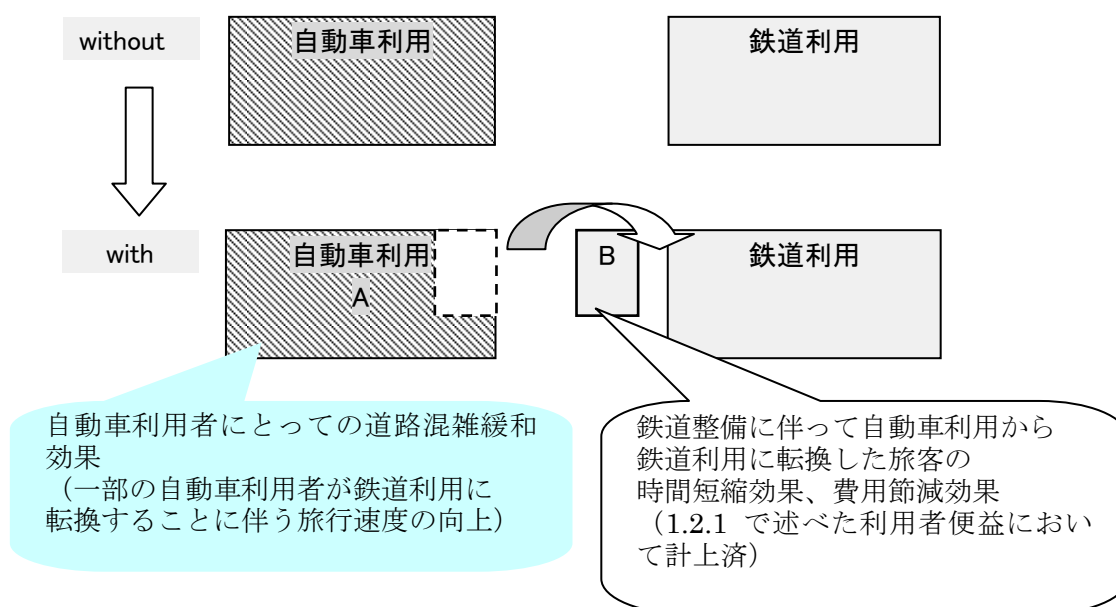 without
自動車利用
鉄道利用
with
自動車利用
A
B
鉄道利用
自動車利用者にとっての道路混雑緩和
効果
（一部の自動車利用者が鉄道利用に
転換することに伴う旅行速度の向上）
鉄道整備に伴って自動車利用から
鉄道利用に転換した旅客の
時間短縮効果、費用節減効果
（1.2.1 で述べた利用者便益におい
て計上済）